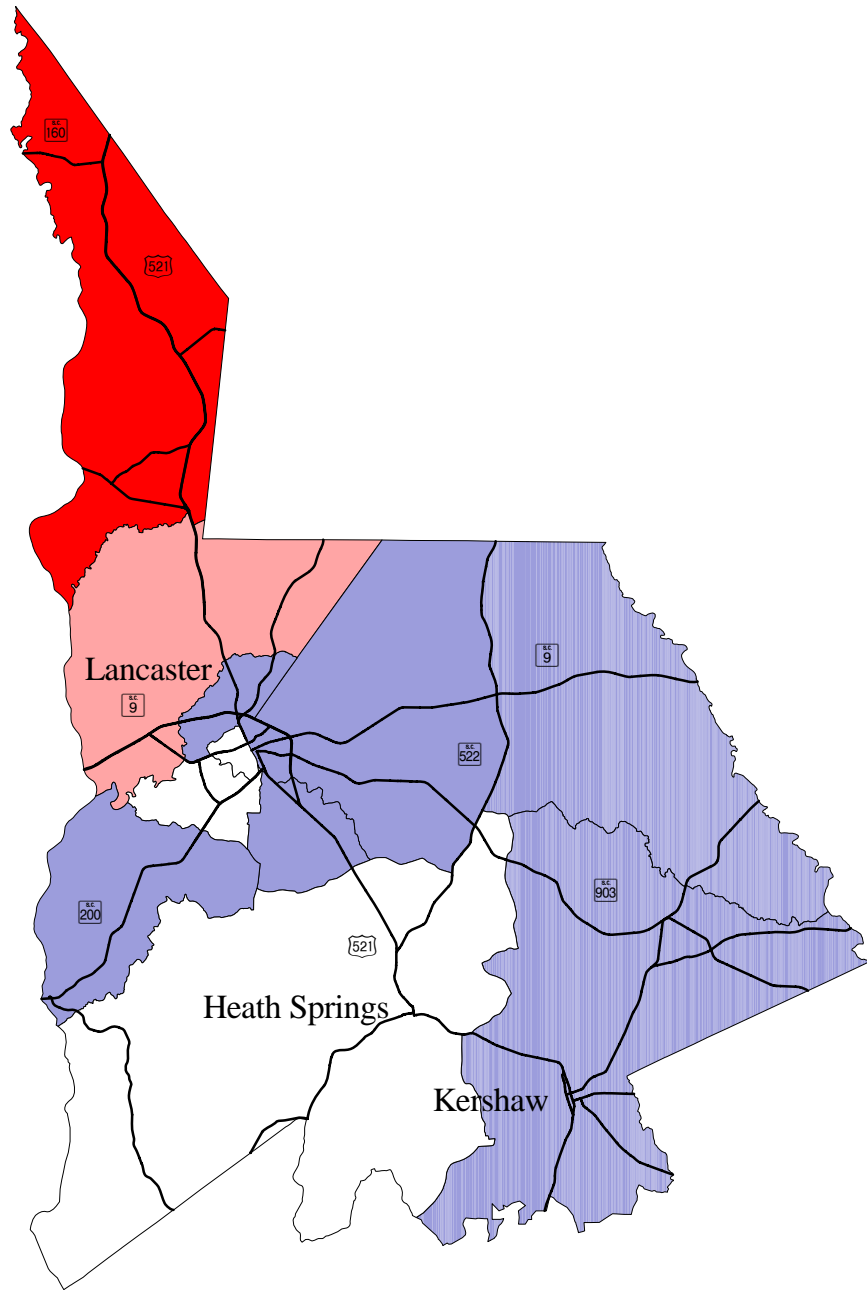 S.C.
160
521
Lancaster
S.C.
9
S.C.
9
S.C.
522
S.C.
903
S.C.
200
521
Heath Springs
Kershaw